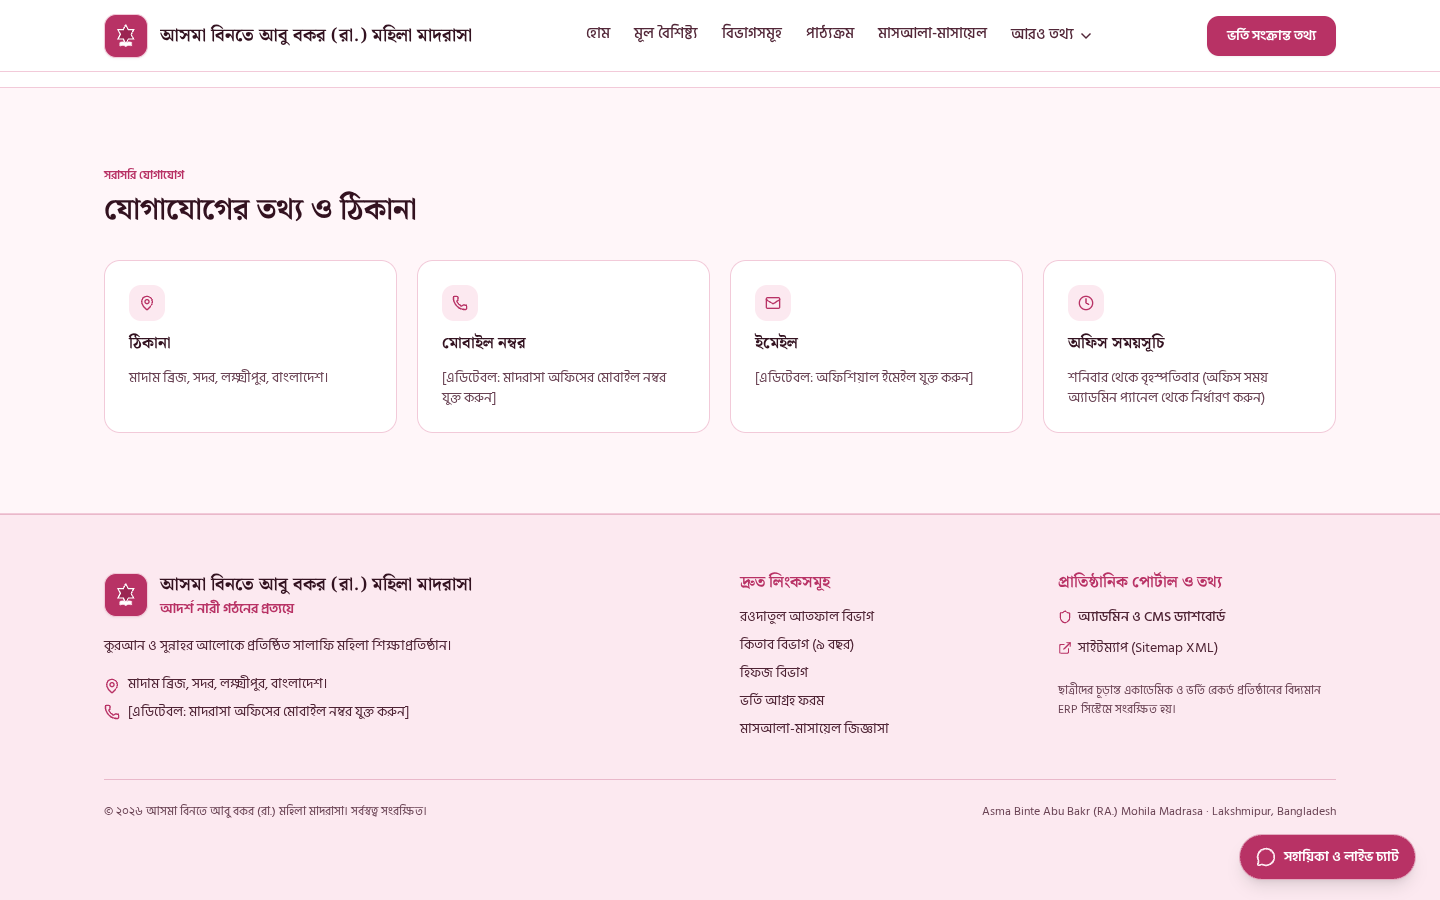 আসমা বিনতে আবু বকর (রা.) মহিলা মাদরাসা
হোম
মূল বৈশিষ্ট্য
বিভাগসমূহ
পাঠ্যক্রম
মাসআলা-মাসায়েল
আরও তথ্য
ভর্তি সংক্রান্ত তথ্য
সরাসরি যোগাযোগ
যোগাযোগের তথ্য ও ঠিকানা
ঠিকানা
মাদাম ব্রিজ, সদর, লক্ষ্মীপুর, বাংলাদেশ।
মোবাইল নম্বর
[এডিটেবল: মাদরাসা অফিসের মোবাইল নম্বর
যুক্ত করুন]
ইমেইল
[এডিটেবল: অফিশিয়াল ইমেইল যুক্ত করুন]
অফিস সময়সূচি
শনিবার থেকে বৃহস্পতিবার (অফিস সময়
অ্যাডমিন প্যানেল থেকে নির্ধারণ করুন)
আসমা বিনতে আবু বকর (রা.) মহিলা মাদরাসা
আদর্শ নারী গঠনের প্রত্যয়ে
কুরআন ও সুন্নাহর আলোকে প্রতিষ্ঠিত সালাফি মহিলা শিক্ষাপ্রতিষ্ঠান।
মাদাম ব্রিজ, সদর, লক্ষ্মীপুর, বাংলাদেশ।
[এডিটেবল: মাদরাসা অফিসের মোবাইল নম্বর যুক্ত করুন]
দ্রুত লিংকসমূহ
রওদাতুল আতফাল বিভাগ
কিতাব বিভাগ (৯ বছর)
হিফজ বিভাগ
ভর্তি আগ্রহ ফরম
মাসআলা-মাসায়েল জিজ্ঞাসা
প্রাতিষ্ঠানিক পোর্টাল ও তথ্য
অ্যাডমিন ও CMS ড্যাশবোর্ড
সাইটম্যাপ (Sitemap XML)
ছাত্রীদের চূড়ান্ত একাডেমিক ও ভর্তি রেকর্ড প্রতিষ্ঠানের বিদ্যমান
ERP সিস্টেমে সংরক্ষিত হয়।
© ২০২৬ আসমা বিনতে আবু বকর (রা.) মহিলা মাদরাসা। সর্বস্বত্ব সংরক্ষিত।
Asma Binte Abu Bakr (RA.) Mohila Madrasa · Lakshmipur, Bangladesh
সহায়িকা ও লাইভ চ্যাট